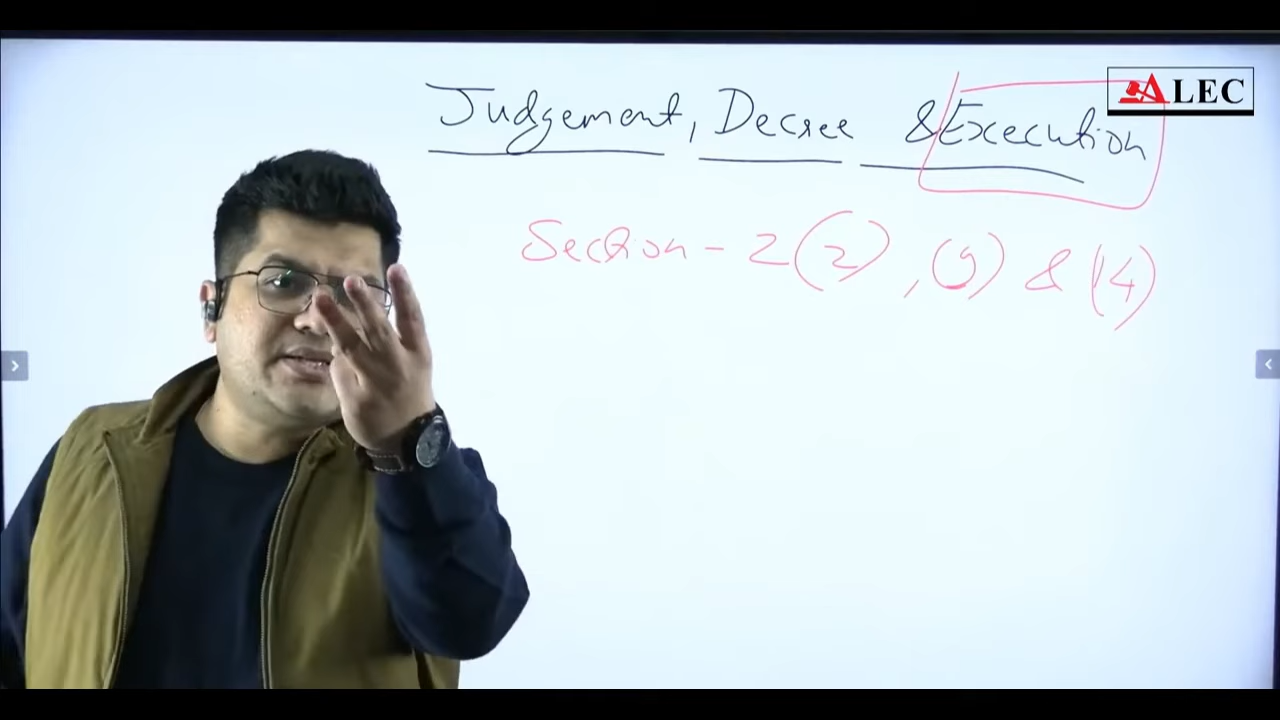 ALEC
Judgement, Decree & Execution
Section - 2(2), (9) & (14)